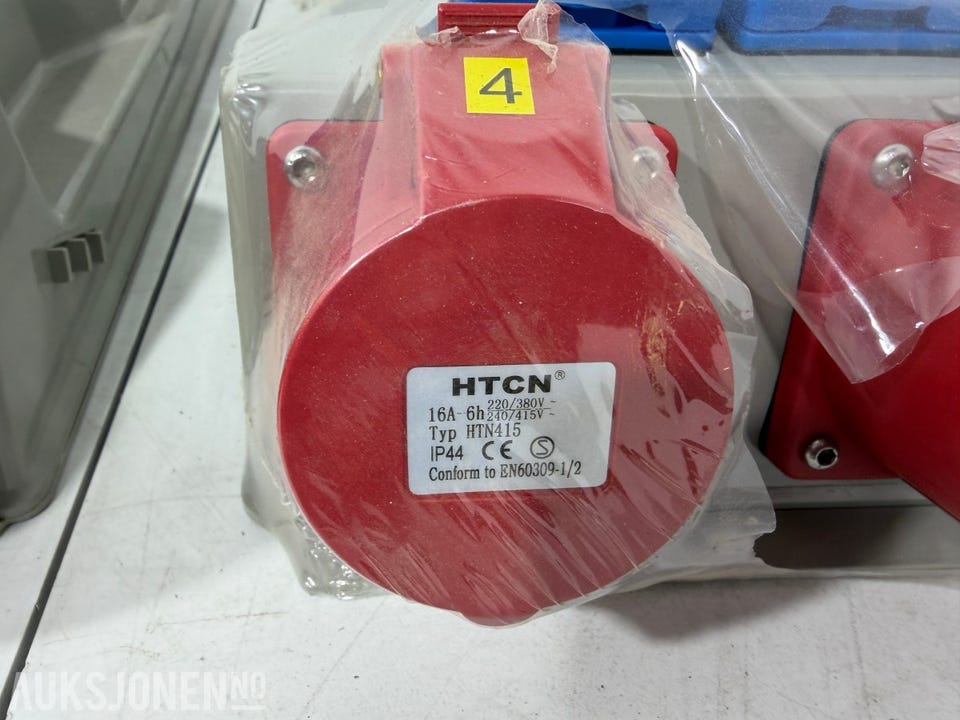 4
HTCN®
16A-6h 220/380V ~
240/415V ~
Typ HTN415
IP44 CE S
Conform to EN60309-1/2
AUKSJONEN NO